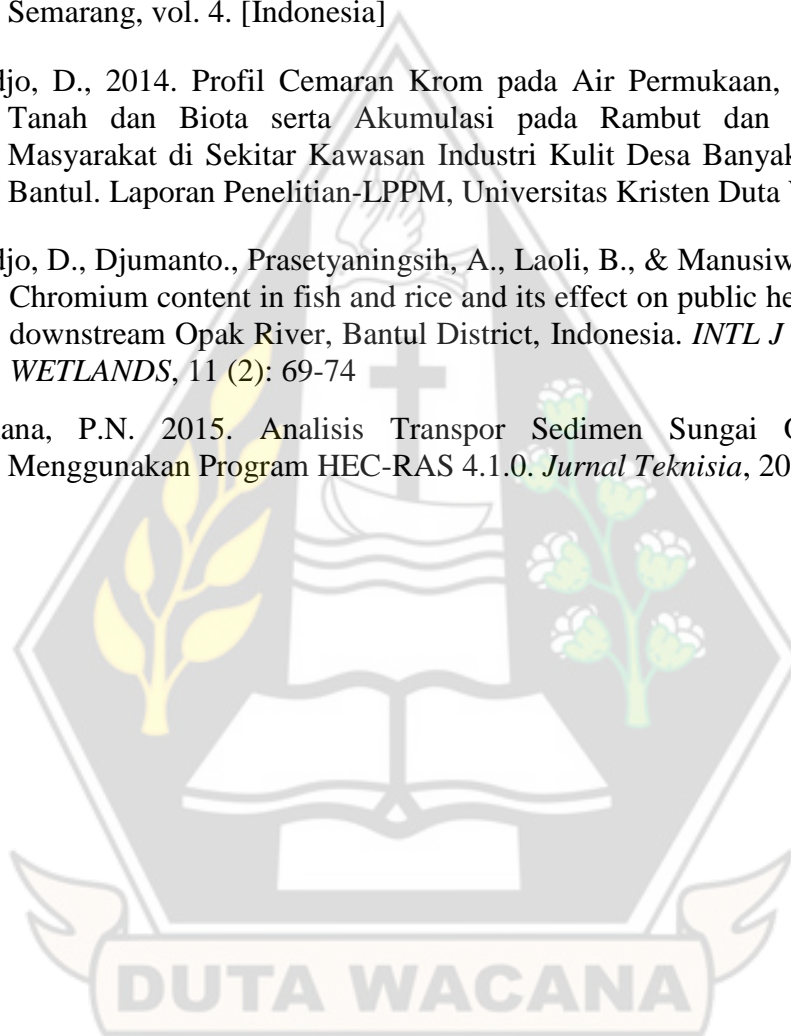 Semarang, vol. 4. [Indonesia]
djo, D., 2014. Profil Cemaran Krom pada Air Permukaan,
Tanah dan Biota serta Akumulasi pada Rambut dan
Masyarakat di Sekitar Kawasan Industri Kulit Desa Banyak
Bantul. Laporan Penelitian-LPPM, Universitas Kristen Duta
djo, D., Djumanto., Prasetyaningsih, A., Laoli, B., & Manusiw
Chromium content in fish and rice and its effect on public he
downstream Opak River, Bantul District, Indonesia. INTL J
WETLANDS, 11 (2): 69-74
ana, P.N. 2015. Analisis Transpor Sedimen Sungai
Menggunakan Program HEC-RAS 4.1.0. Jurnal Teknisia, 20
DUTA WACANA